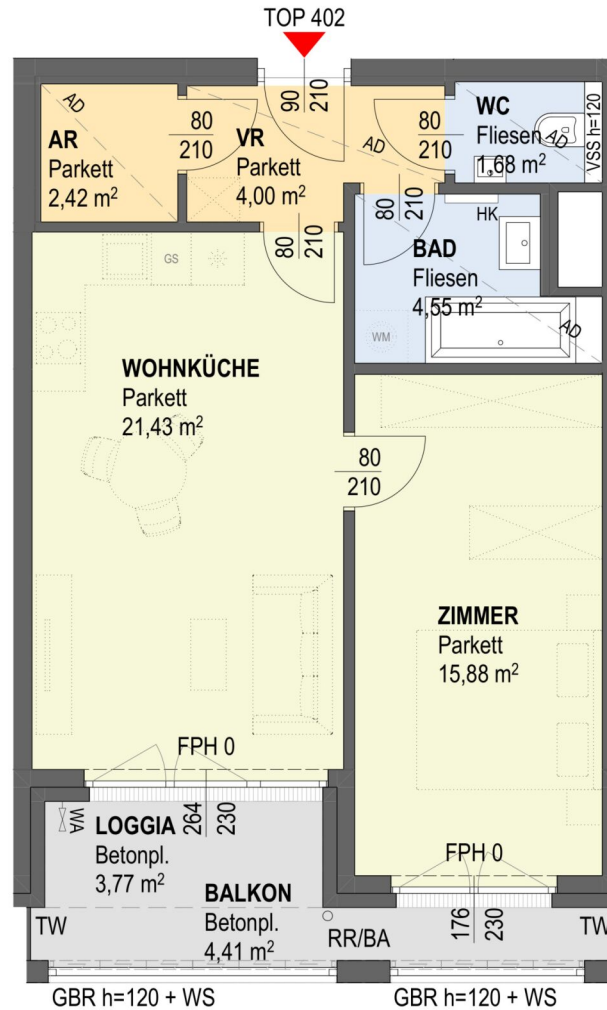 TOP 402
AD
AR
Parkett
2,42 m²
80
210
VR
Parkett
4,00 m²
90
210
AD
80
210
WC
Fliesen
1,68 m²
AD
VSS h=120
80
210
80
210
HK
BAD
Fliesen
4,55 m²
AD
WM
GS
WOHNKÜCHE
Parkett
21,43 m²
80
210
ZIMMER
Parkett
15,88 m²
FPH 0
264
230
WA
LOGGIA
Betonpl.
3,77 m²
FPH 0
176
230
BALKON
Betonpl.
4,41 m²
TW
RR/BA
TW
GBR h=120 + WS
GBR h=120 + WS